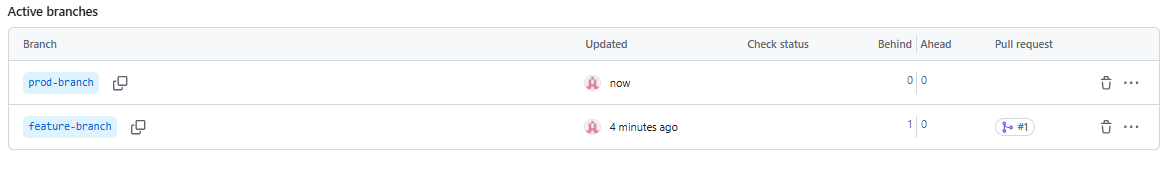 Active branches
Branch Updated Check status Behind Ahead Pull request
prod-branch now 0 0
feature-branch 4 minutes ago 1 0 #1